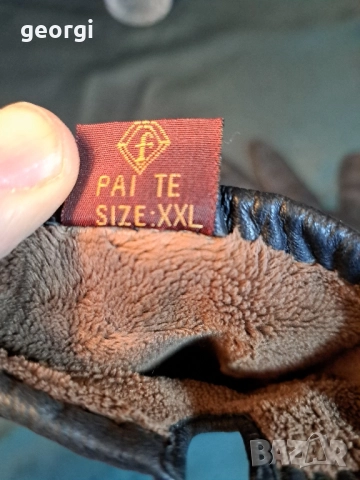 georgi
f
PAI TE
SIZE:XXL
BAZAR